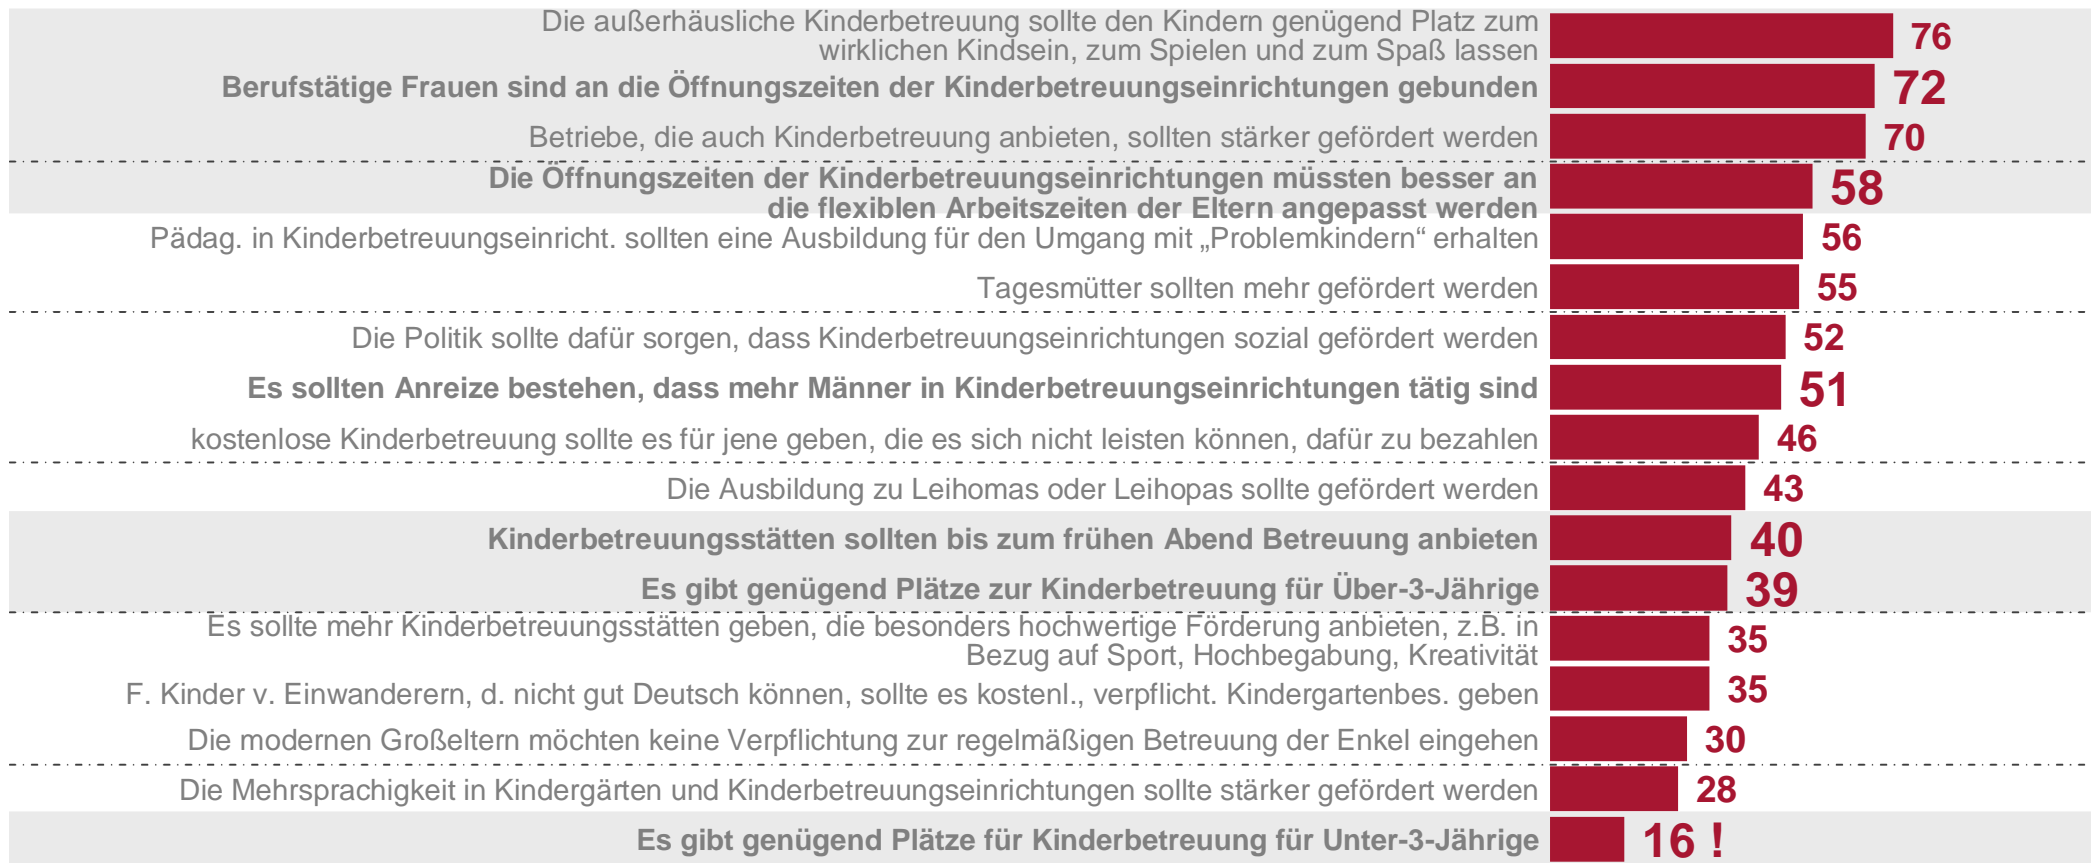 Die außerhäusliche Kinderbetreuung sollte den Kindern genügend Platz zum
wirklichen Kindsein, zum Spielen und zum Spaß lassen
76
Berufstätige Frauen sind an die Öffnungszeiten der Kinderbetreuungseinrichtungen gebunden
72
Betriebe, die auch Kinderbetreuung anbieten, sollten stärker gefördert werden
70
Die Öffnungszeiten der Kinderbetreuungseinrichtungen müssten besser an
die flexiblen Arbeitszeiten der Eltern angepasst werden
58
Pädag. in Kinderbetreuungseinricht. sollten eine Ausbildung für den Umgang mit „Problemkindern“ erhalten
56
Tagesmütter sollten mehr gefördert werden
55
Die Politik sollte dafür sorgen, dass Kinderbetreuungseinrichtungen sozial gefördert werden
52
Es sollten Anreize bestehen, dass mehr Männer in Kinderbetreuungseinrichtungen tätig sind
51
kostenlose Kinderbetreuung sollte es für jene geben, die es sich nicht leisten können, dafür zu bezahlen
46
Die Ausbildung zu Leihomas oder Leihopas sollte gefördert werden
43
Kinderbetreuungsstätten sollten bis zum frühen Abend Betreuung anbieten
40
Es gibt genügend Plätze zur Kinderbetreuung für Über-3-Jährige
39
Es sollte mehr Kinderbetreuungsstätten geben, die besonders hochwertige Förderung anbieten, z.B. in
Bezug auf Sport, Hochbegabung, Kreativität
35
F. Kinder v. Einwanderern, d. nicht gut Deutsch können, sollte es kostenl., verpflicht. Kindergartenbes. geben
35
Die modernen Großeltern möchten keine Verpflichtung zur regelmäßigen Betreuung der Enkel eingehen
30
Die Mehrsprachigkeit in Kindergärten und Kinderbetreuungseinrichtungen sollte stärker gefördert werden
28
Es gibt genügend Plätze für Kinderbetreuung für Unter-3-Jährige
16 !